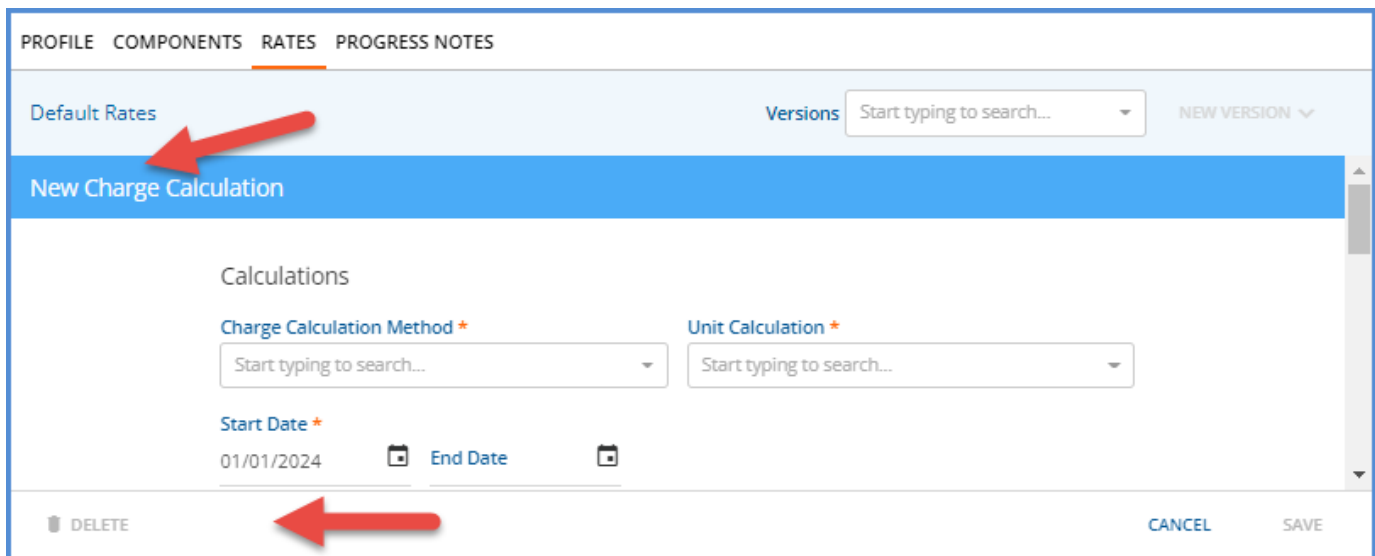 PROFILE COMPONENTS RATES PROGRESS NOTES
Default Rates Versions Start typing to search... NEW VERSION
New Charge Calculation
Calculations
Charge Calculation Method * Unit Calculation *
Start typing to search... Start typing to search...
Start Date *
01/01/2024 End Date
DELETE CANCEL SAVE